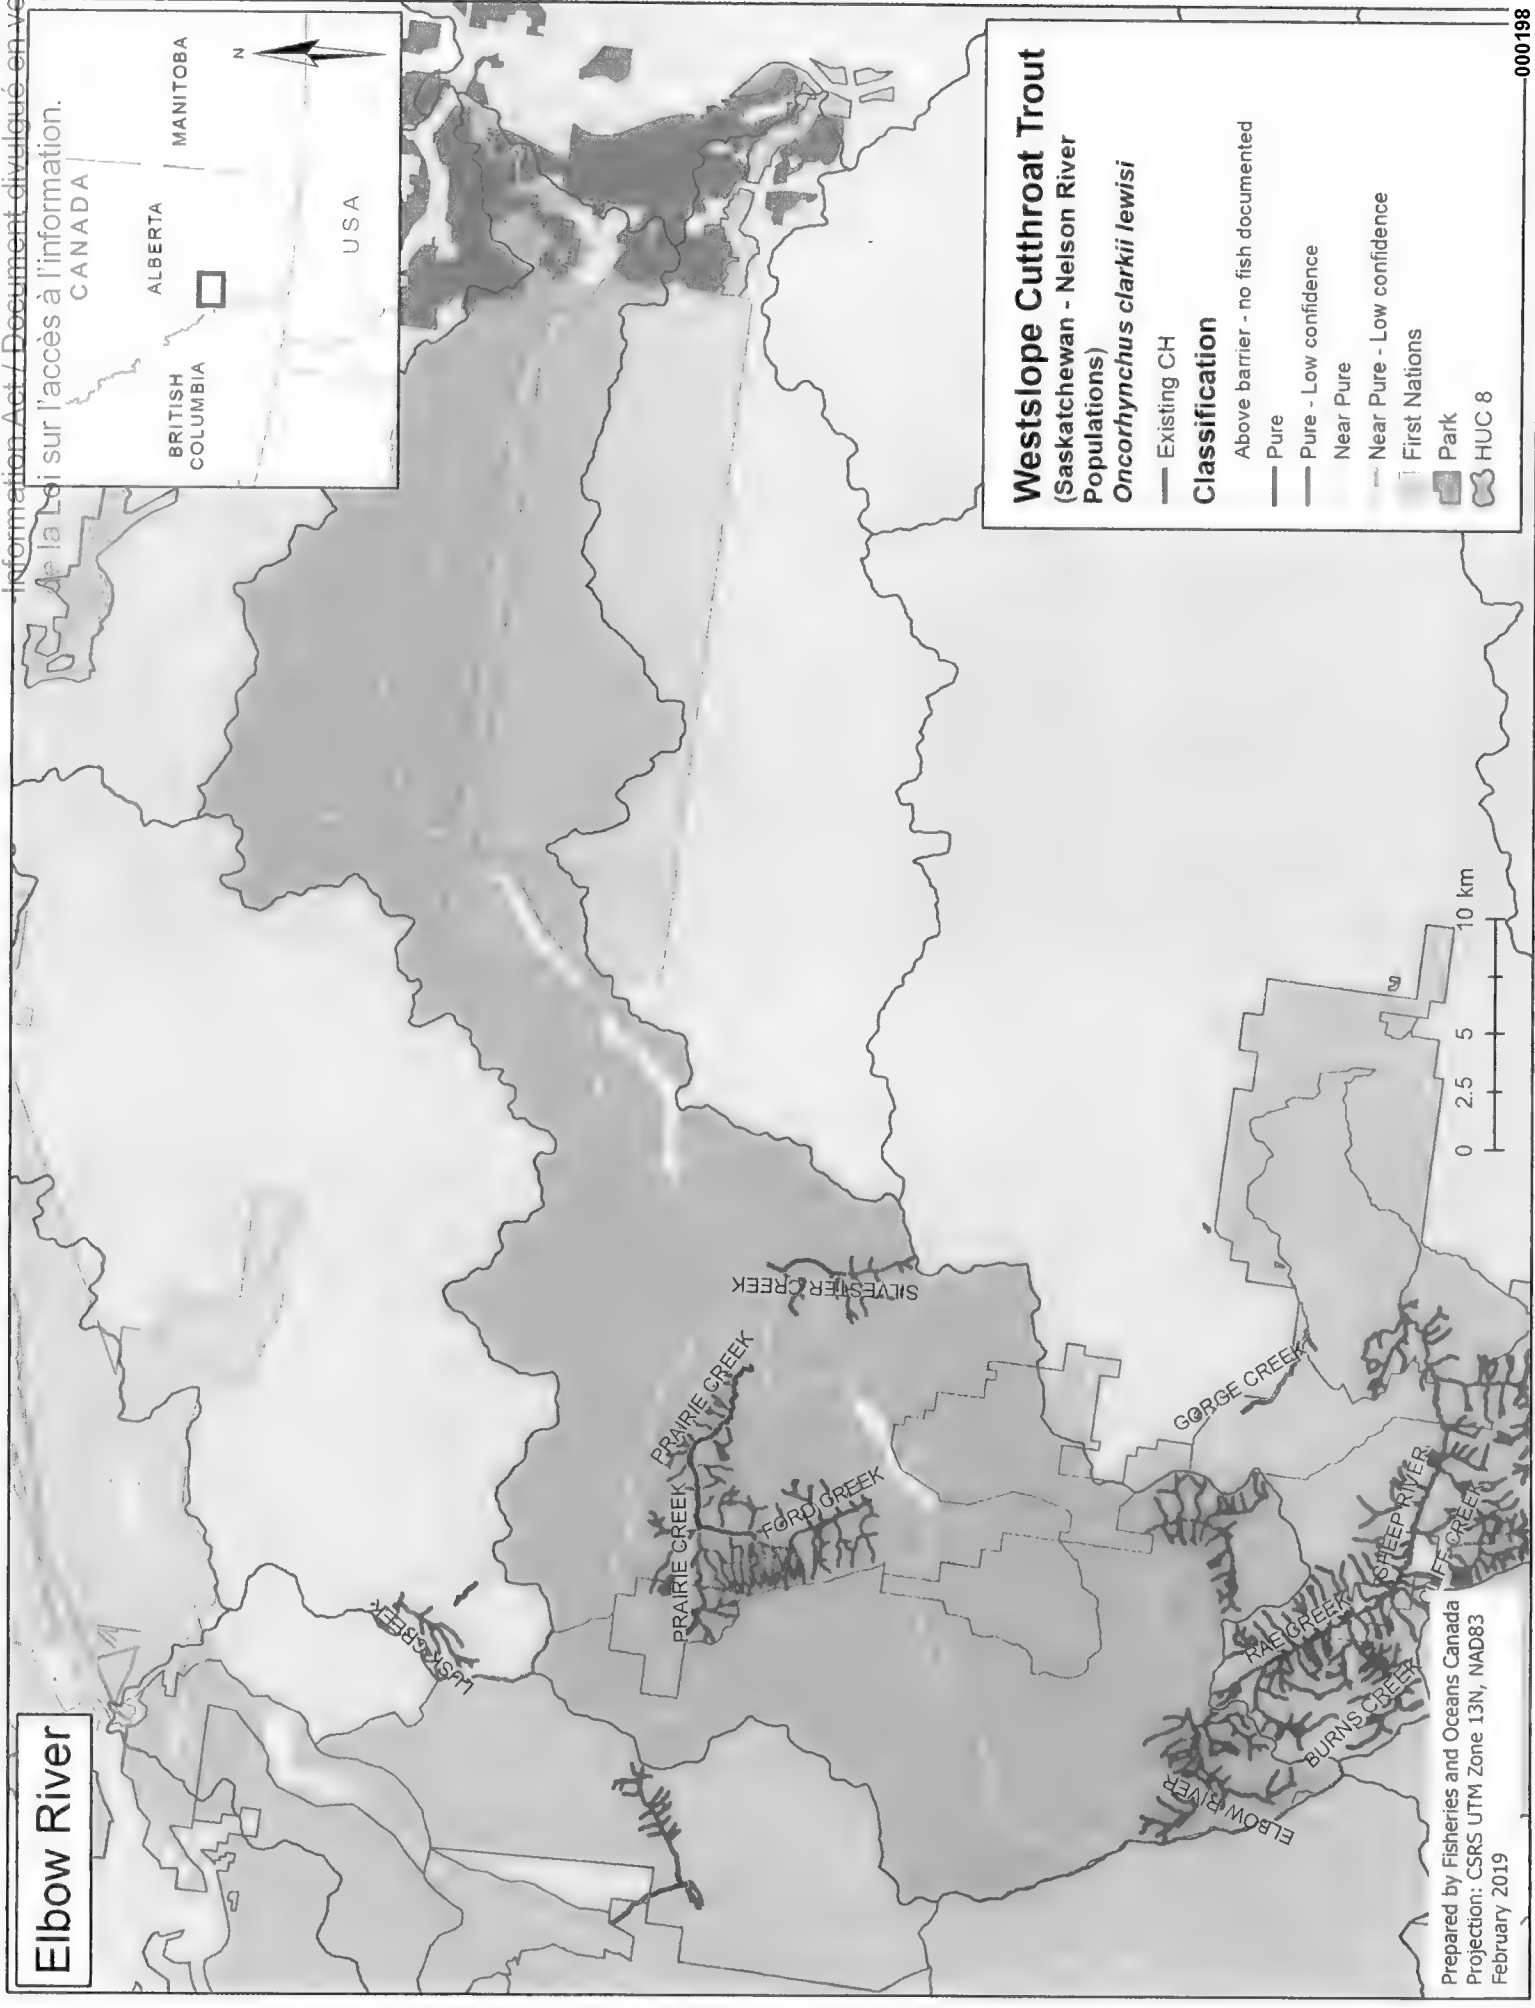 Elbow River
Information Act / Document divulgué en ve
de la Loi sur l'accès à l'information.
CANADA
BRITISH
COLUMBIA
ALBERTA
MANITOBA
USA
N
LUSK CREEK
PRAIRIE CREEK
PRAIRIE CREEK
FORD CREEK
SILVESTER CREEK
GORGE CREEK
SHEEP RIVER
RAE CREEK
BURNS CREEK
ELBOW RIVER
Westslope Cutthroat Trout
(Saskatchewan - Nelson River
Populations)
Oncorhynchus clarkii lewisi
Existing CH
Classification
Above barrier - no fish documented
Pure
Pure - Low confidence
Near Pure
Near Pure - Low confidence
First Nations
Park
HUC 8
0 2.5 5 10 km
Prepared by Fisheries and Oceans Canada
Projection: CSRS UTM Zone 13N, NAD83
February 2019
000198